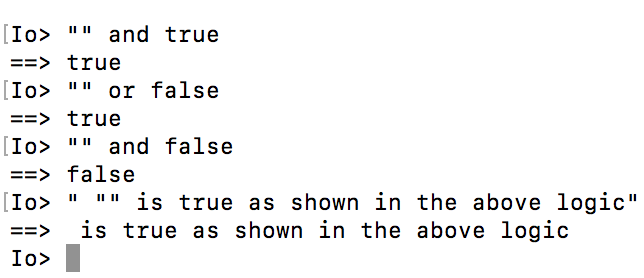 [Io> "" and true
==> true
[Io> "" or false
==> true
[Io> "" and false
==> false
[Io> " "" is true as shown in the above logic"
==>  is true as shown in the above logic
Io>